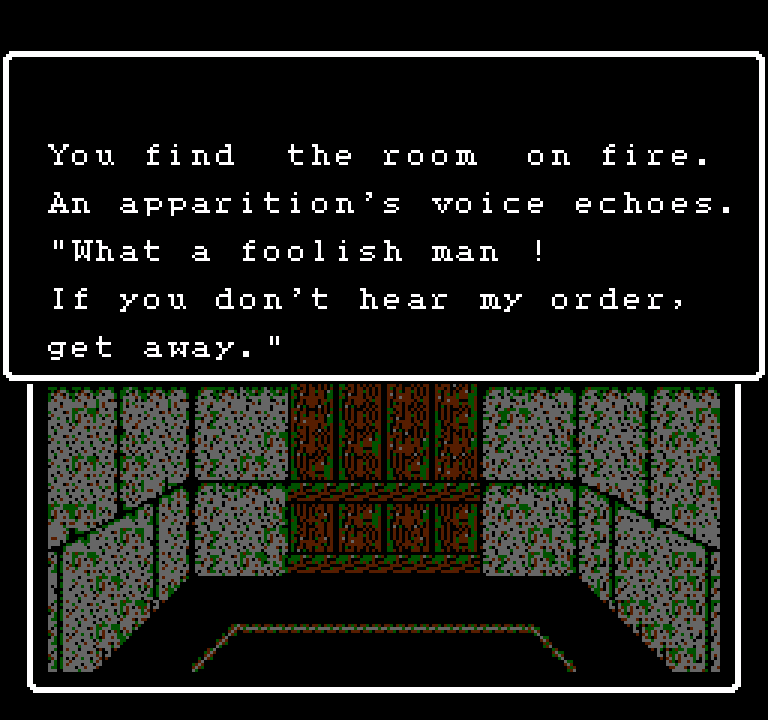 You find  the room  on fire.
An apparition's voice echoes.
"What a foolish man !
If you don't hear my order,
get away."